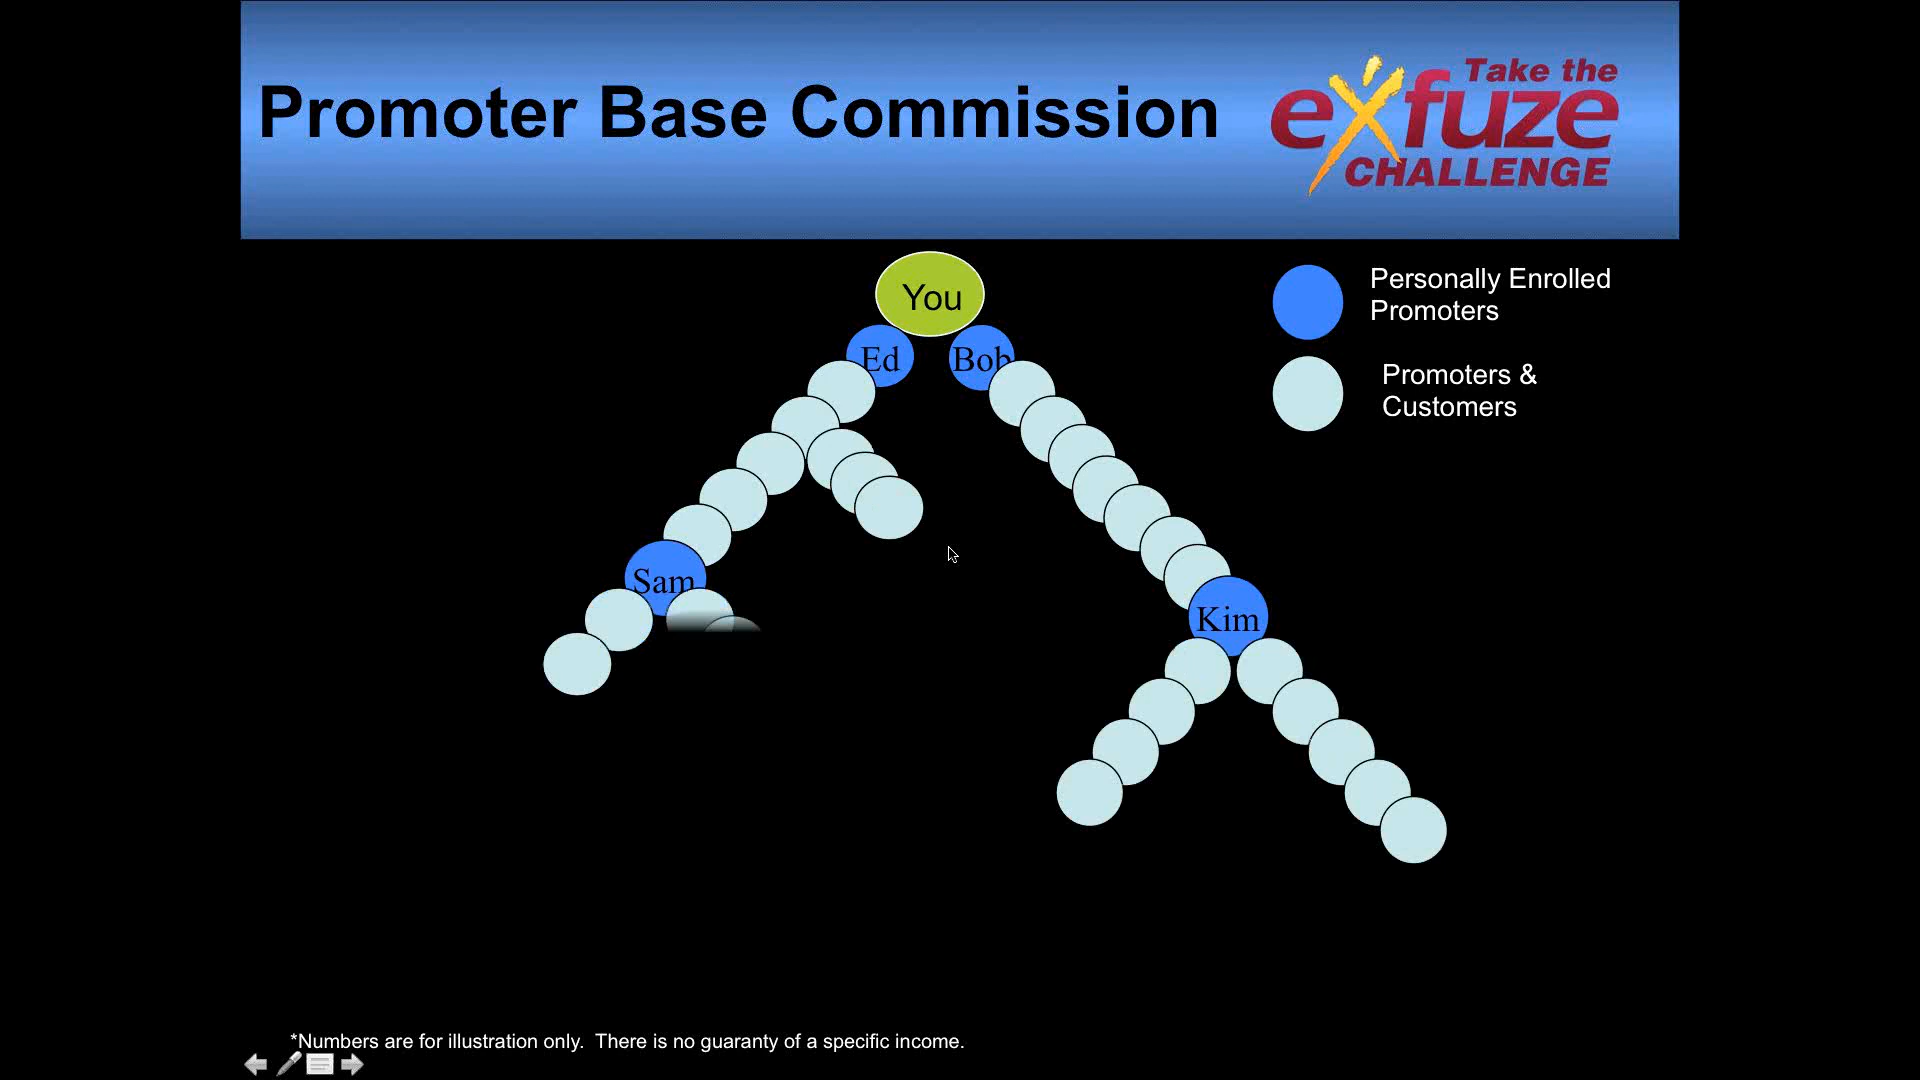 Promoter Base Commission
Take the
exfuze
CHALLENGE
You
Personally Enrolled
Promoters
Ed
Bob
Promoters &
Customers
Sam
Kim
*Numbers are for illustration only.  There is no guaranty of a specific income.